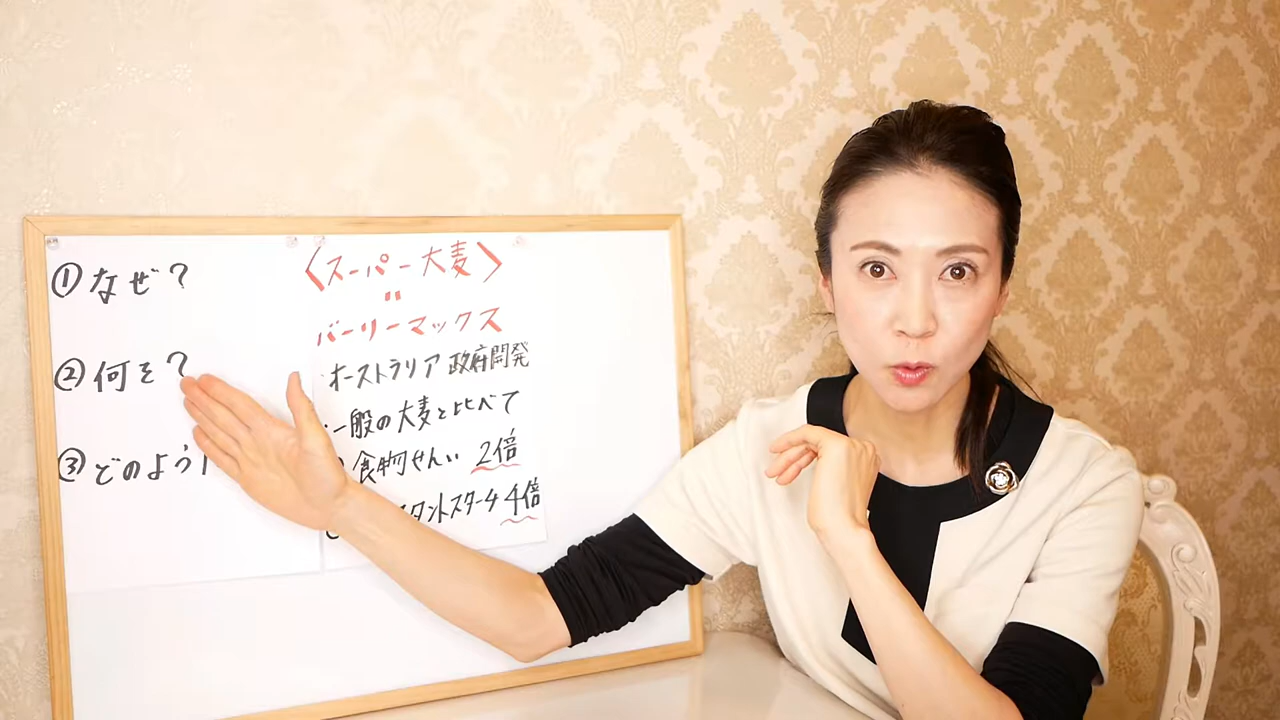 ①なぜ?
②何を?
③どのよう
〈スーパー大麦〉
=
バーリーマックス
・オーストラリア 政府開発
・一般の大麦と比べて
食物せんい 2倍
タントスターチ 4倍